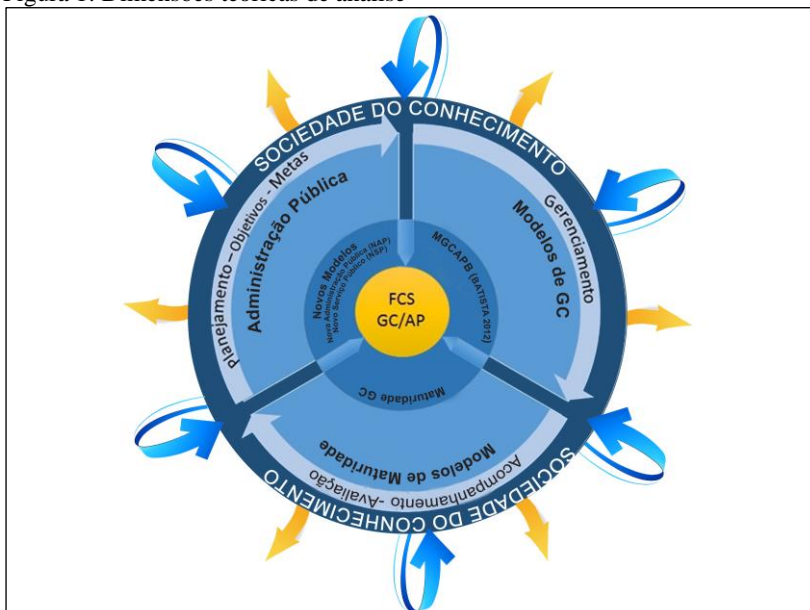 Figura 1: Dimensões teóricas de análise
SOCIEDADE DO CONHECIMENTO
Planejamento – Objetivos - Metas
Administração Pública
Novos Modelos
Nova Administração Pública (NAP)
Novo Serviço Público (NSP)
Gerenciamento
Modelos de GC
MGCAPB (BATISTA 2012)
FCS
GC/AP
Maturidade GC
Modelos de Maturidade
Acompanhamento -Avaliação
SOCIEDADE DO CONHECIMENTO